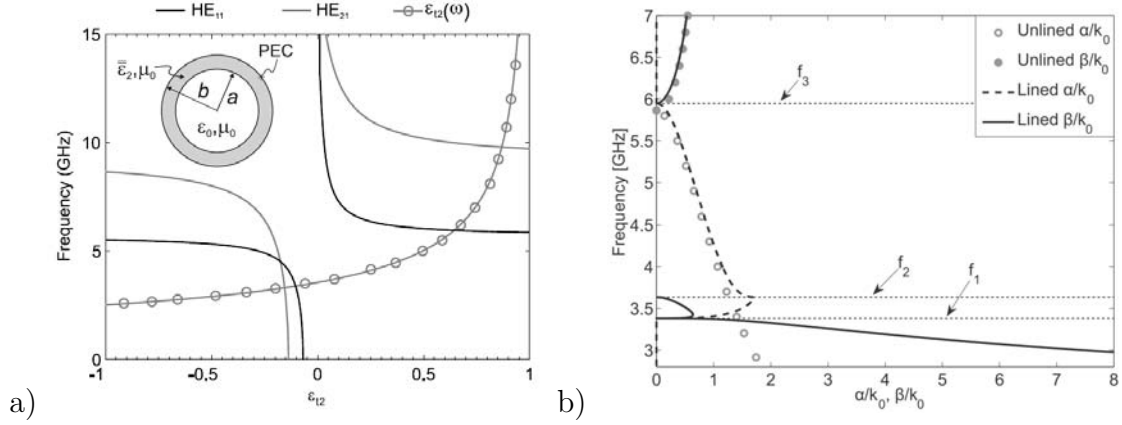 HE₁₁ HE₂₁ ε_t2(ω)
15
10
5
0
Frequency (GHz)
-1 -0.5 0 0.5 1
ε_t2
PEC
ε̿₂,μ₀
b a
ε₀,μ₀
a)
7
6.5
6
5.5
5
4.5
4
3.5
3
Frequency [GHz]
0 1 2 3 4 5 6 7 8
α/k₀, β/k₀
Unlined α/k₀
Unlined β/k₀
Lined α/k₀
Lined β/k₀
f₃
f₂
f₁
b)